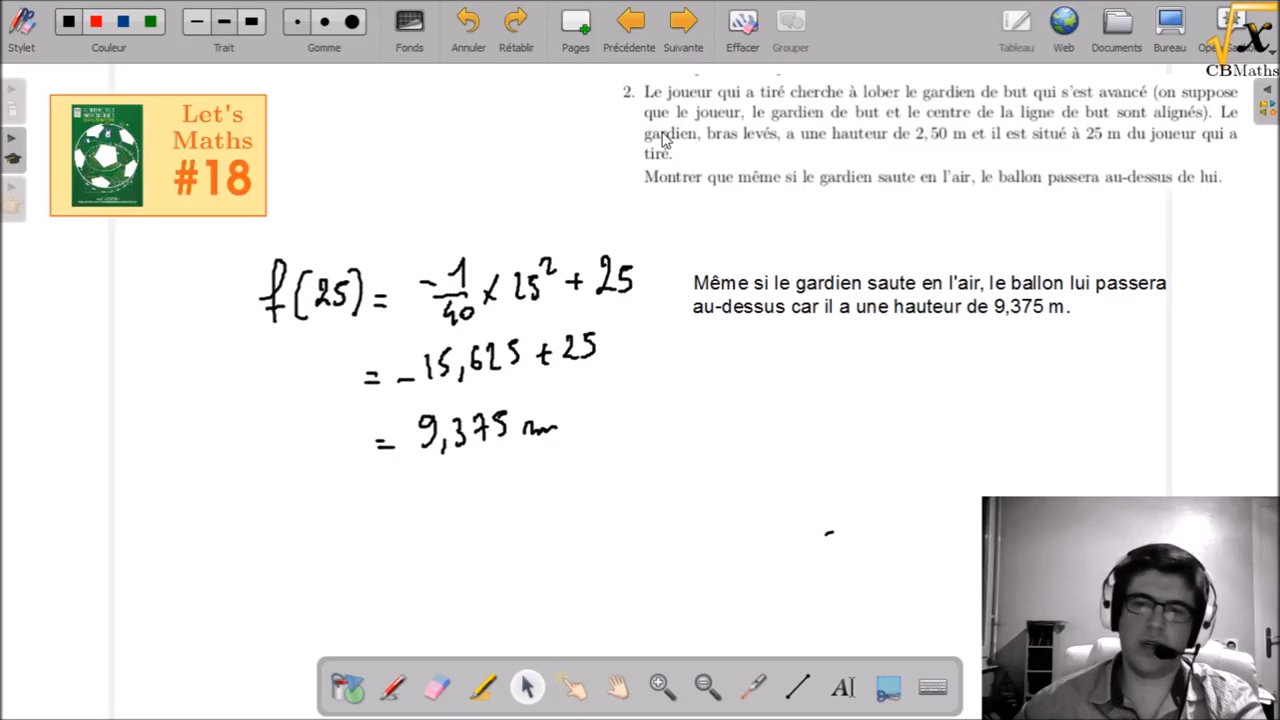 Stylet
Couleur
Trait
Gomme
Fonds
Annuler
Rétablir
Pages
Précédente
Suivante
Effacer
Grouper
Tableau
Web
Documents
Bureau
CBMaths
Let's
Maths
#18
2. Le joueur qui a tiré cherche à lober le gardien de but qui s'est avancé (on suppose
que le joueur, le gardien de but et le centre de la ligne de but sont alignés). Le
gardien, bras levés, a une hauteur de 2, 50 m et il est situé à 25 m du joueur qui a
tiré.
Montrer que même si le gardien saute en l'air, le ballon passera au-dessus de lui.
f(25) = -1/40 × 25² + 25
= -15,625 + 25
= 9,375 m
Même si le gardien saute en l'air, le ballon lui passera
au-dessus car il a une hauteur de 9,375 m.